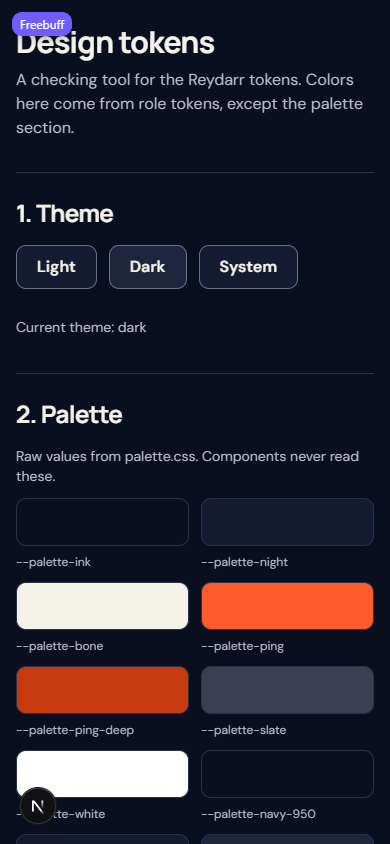 Freebuff
Design tokens
A checking tool for the Reydarr tokens. Colors
here come from role tokens, except the palette
section.
1. Theme
Light
Dark
System
Current theme: dark
2. Palette
Raw values from palette.css. Components never read
these.
--palette-ink
--palette-night
--palette-bone
--palette-ping
--palette-ping-deep
--palette-slate
tte-white
--palette-navy-950
N